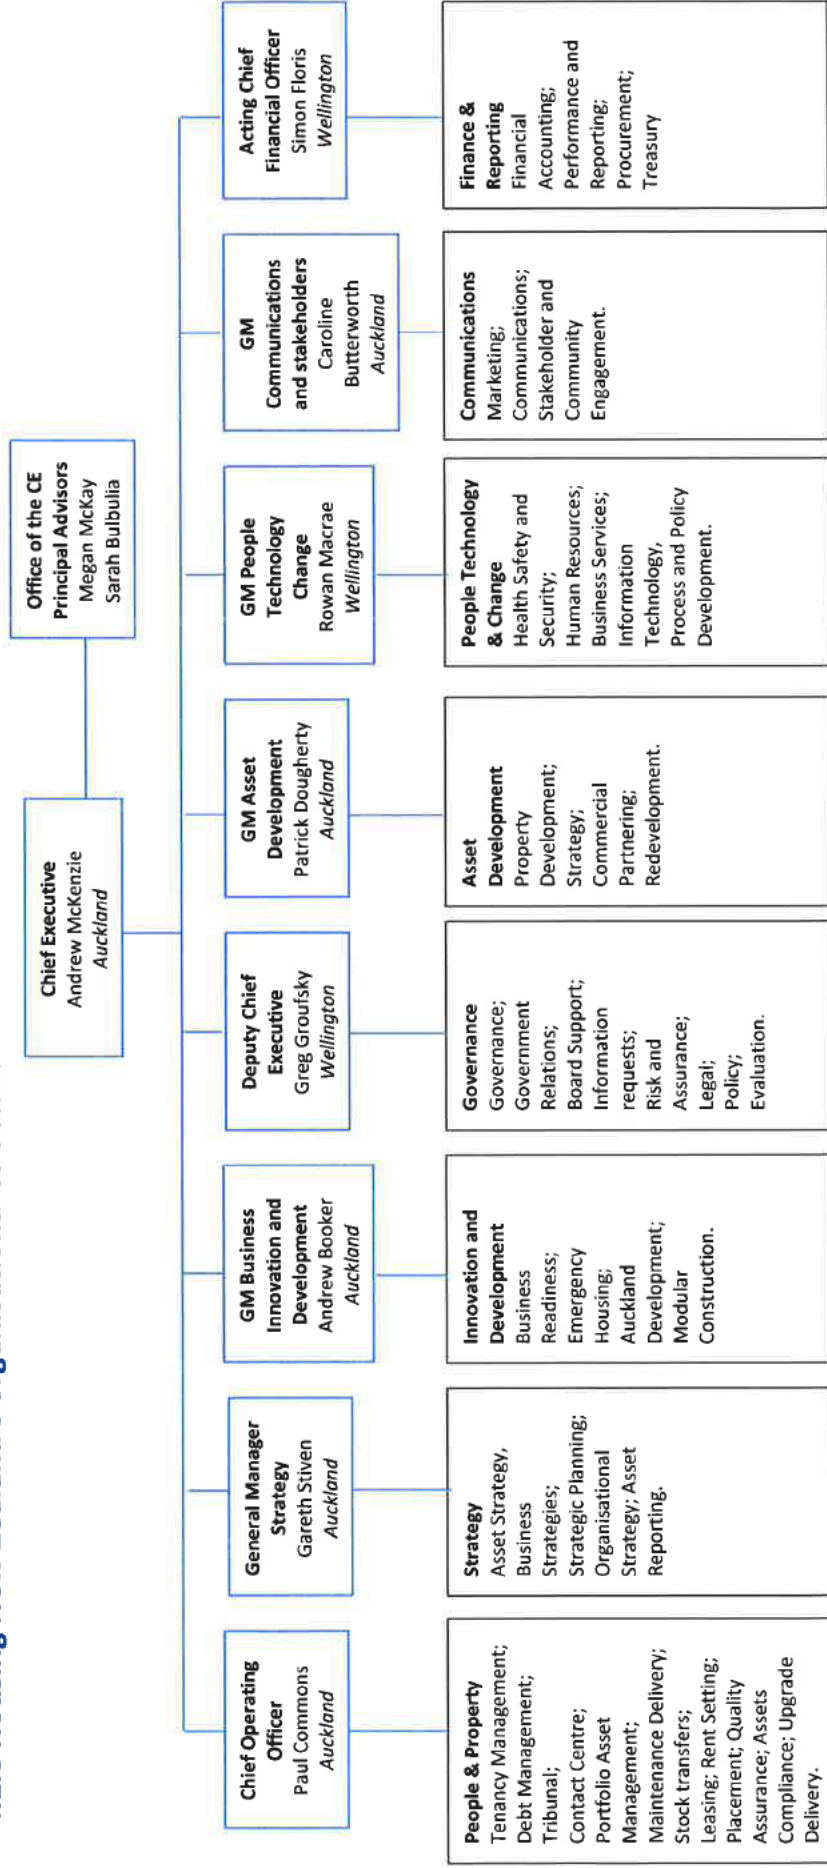 Chief Executive
Andrew McKenzie
Auckland
Office of the CE
Principal Advisors
Megan McKay
Sarah Bulbulia
Chief Operating
Officer
Paul Commons
Auckland
General Manager
Strategy
Gareth Stiven
Auckland
GM Business
Innovation and
Development
Andrew Booker
Auckland
Deputy Chief
Executive
Greg Groufsky
Wellington
GM Asset
Development
Patrick Dougherty
Auckland
GM People
Technology
Change
Rowan Macrae
Wellington
GM
Communications
and stakeholders
Caroline
Butterworth
Auckland
Acting Chief
Financial Officer
Simon Floris
Wellington
People & Property
Tenancy Management;
Debt Management;
Tribunal;
Contact Centre;
Portfolio Asset
Management;
Maintenance Delivery;
Stock transfers;
Leasing; Rent Setting;
Placement; Quality
Assurance; Assets
Compliance; Upgrade
Delivery.
Strategy
Asset Strategy,
Business
Strategies;
Strategic Planning;
Organisational
Strategy; Asset
Reporting.
Innovation and
Development
Business
Readiness;
Emergency
Housing;
Auckland
Development;
Modular
Construction.
Governance
Governance;
Government
Relations;
Board Support;
Information
requests;
Risk and
Assurance;
Legal;
Policy;
Evaluation.
Asset
Development
Property
Development;
Strategy;
Commercial
Partnering;
Redevelopment.
People Technology
& Change
Health Safety and
Security;
Human Resources;
Business Services;
Information
Technology,
Process and Policy
Development.
Communications
Marketing;
Communications;
Stakeholder and
Community
Engagement.
Finance &
Reporting
Financial
Accounting;
Performance and
Reporting;
Procurement;
Treasury